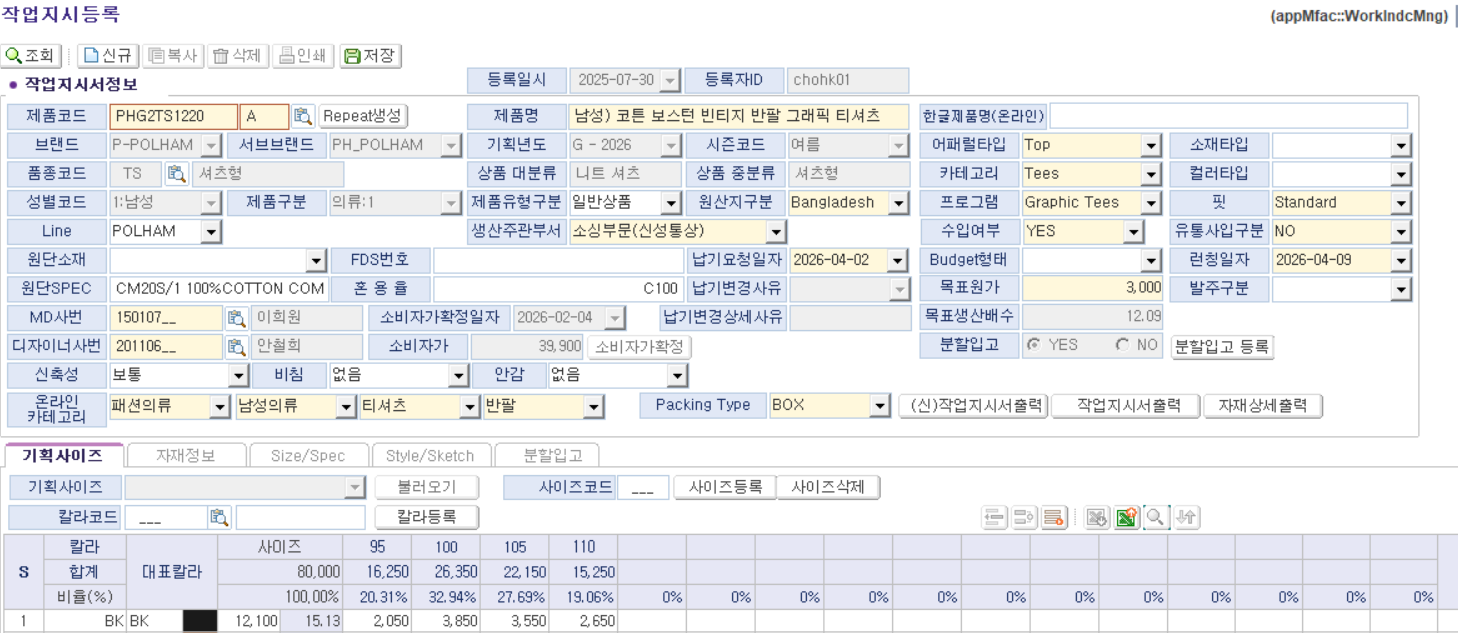 작업지시등록
(appMfac::WorkIndcMng)
조회 신규 복사 삭제 인쇄 저장
작업지시서정보 등록일시 2025-07-30 등록자ID chohk01
제품코드 PHG2TS1220 A Repeat생성 제품명 남성) 코튼 보스턴 빈티지 반팔 그래픽 티셔츠 한글제품명(온라인)
브랜드 P-POLHAM 서브브랜드 PH_POLHAM 기획년도 G - 2026 시즌코드 여름 어패럴타입 Top 소재타입
품종코드 TS 셔츠형 상품 대분류 니트 셔츠 상품 중분류 셔츠형 카테고리 Tees 컬러타입
성별코드 1:남성 제품구분 의류:1 제품유형구분 일반상품 원산지구분 Bangladesh 프로그램 Graphic Tees 핏 Standard
Line POLHAM 생산주관부서 소싱부문(신성통상) 수입여부 YES 유통사입구분 NO
원단소재 FDS번호 납기요청일자 2026-04-02 Budget형태 런칭일자 2026-04-09
원단SPEC CM20S/1 100%COTTON COM 혼 용 율 C100 납기변경사유 목표원가 3,000 발주구분
MD사번 150107__ 이희원 소비자가확정일자 2026-02-04 납기변경상세사유 목표생산배수 12.09
디자이너사번 201106__ 안철희 소비자가 39,900 소비자가확정 분할입고 YES NO 분할입고 등록
신축성 보통 비침 없음 안감 없음
온라인
카테고리 패션의류 남성의류 티셔츠 반팔 Packing Type BOX (신)작업지시서출력 작업지시서출력 자재상세출력
기획사이즈 자재정보 Size/Spec Style/Sketch 분할입고
기획사이즈 불러오기 사이즈코드 ___ 사이즈등록 사이즈삭제
칼라코드 ___ 칼라등록
칼라 사이즈 95 100 105 110
S 합계 대표칼라 80,000 16,250 26,350 22,150 15,250
비율(%) 100,00% 20.31% 32.94% 27.69% 19.06% 0% 0% 0% 0% 0% 0% 0% 0% 0% 0% 0% 0%
1 BK BK 12,100 15.13 2,050 3,850 3,550 2,650